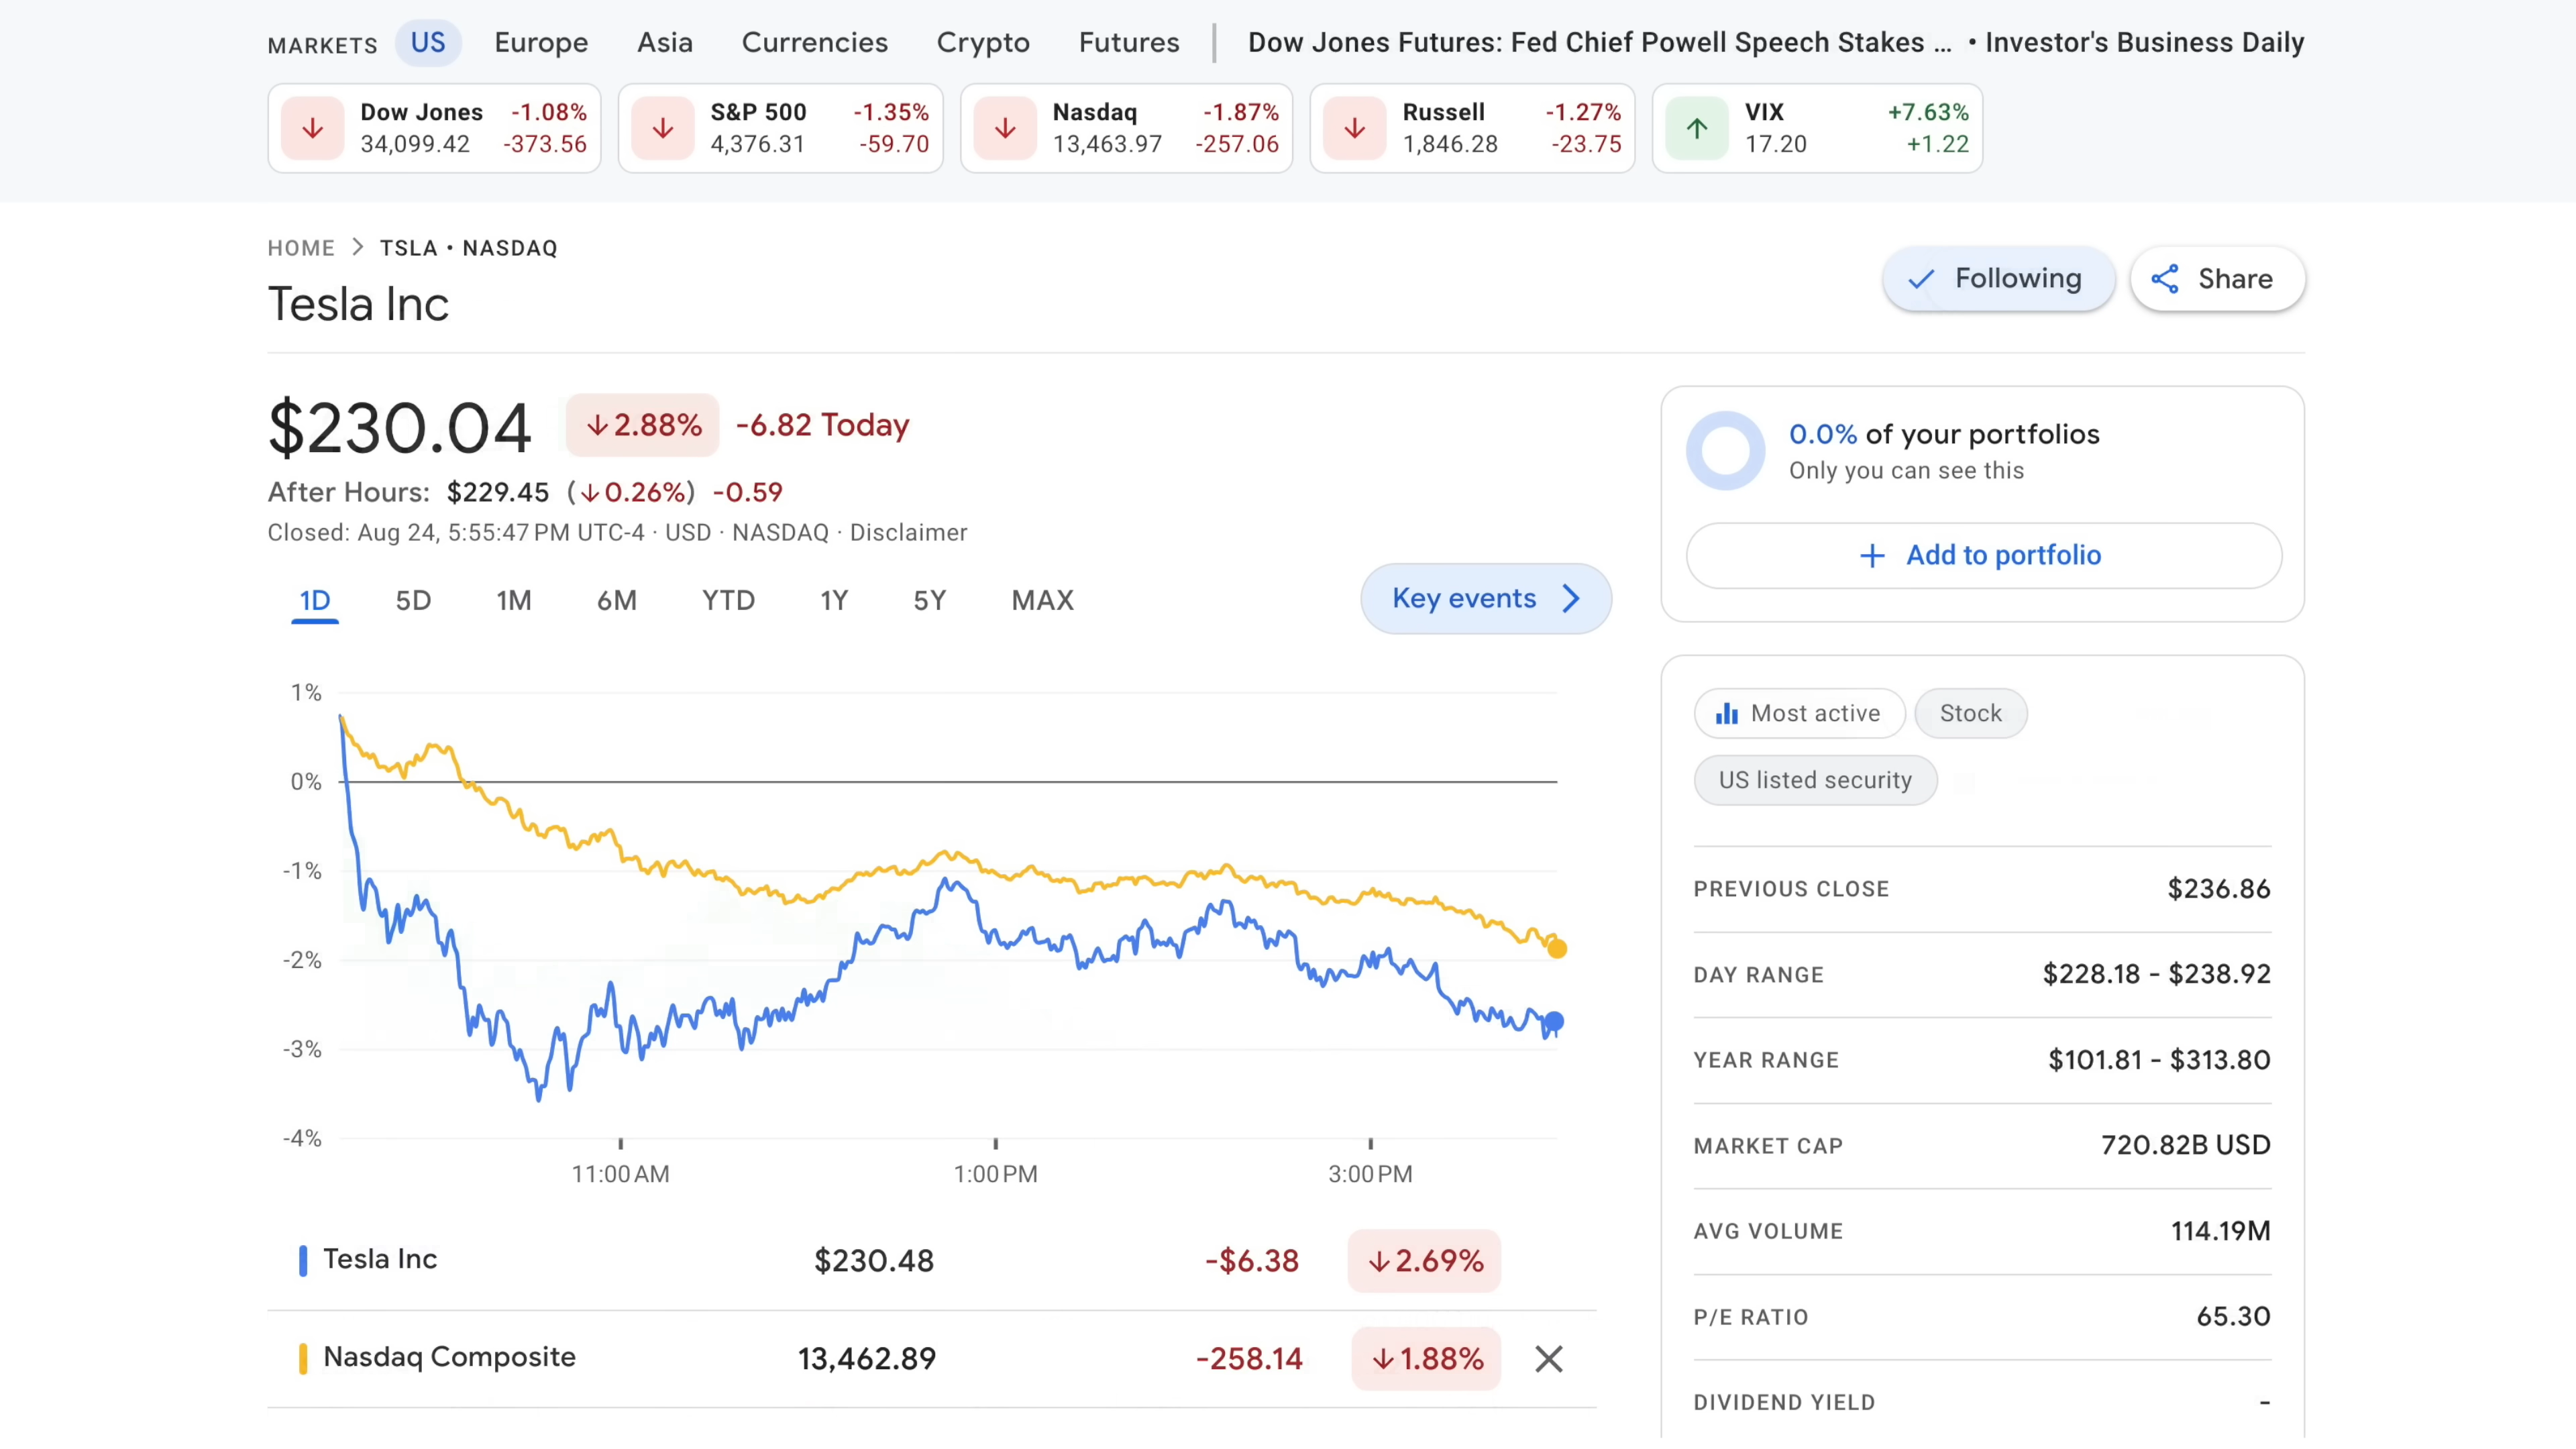 MARKETS US Europe Asia Currencies Crypto Futures Dow Jones Futures: Fed Chief Powell Speech Stakes ... • Investor's Business Daily
Dow Jones -1.08% S&P 500 -1.35% Nasdaq -1.87% Russell -1.27% VIX +7.63%
34,099.42 -373.56 4,376.31 -59.70 13,463.97 -257.06 1,846.28 -23.75 17.20 +1.22
HOME > TSLA • NASDAQ
Tesla Inc
Following Share
$230.04 ↓2.88% -6.82 Today
After Hours: $229.45 (↓0.26%) -0.59
Closed: Aug 24, 5:55:47 PM UTC-4 · USD · NASDAQ · Disclaimer
1D 5D 1M 6M YTD 1Y 5Y MAX
Key events
1%
0%
-1%
-2%
-3%
-4%
11:00 AM 1:00 PM 3:00 PM
Tesla Inc $230.48 -$6.38 ↓2.69%
Nasdaq Composite 13,462.89 -258.14 ↓1.88%
0.0% of your portfolios
Only you can see this
+ Add to portfolio
Most active Stock
US listed security
PREVIOUS CLOSE $236.86
DAY RANGE $228.18 - $238.92
YEAR RANGE $101.81 - $313.80
MARKET CAP 720.82B USD
AVG VOLUME 114.19M
P/E RATIO 65.30
DIVIDEND YIELD -